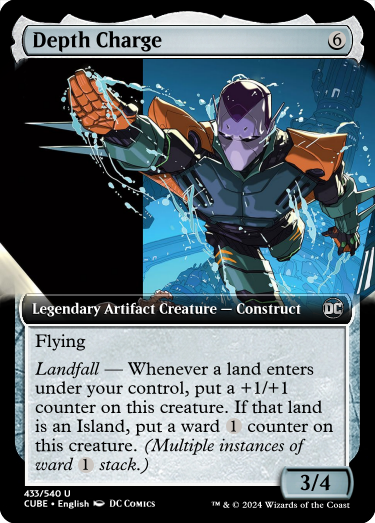 Depth Charge 6
Legendary Artifact Creature — Construct DC
Flying
Landfall — Whenever a land enters
under your control, put a +1/+1
counter on this creature. If that land
is an Island, put a ward 1 counter on
this creature. (Multiple instances of
ward 1 stack.)
3/4
433/540 U
CUBE • English DC COMICS
™ & © 2024 Wizards of the Coast